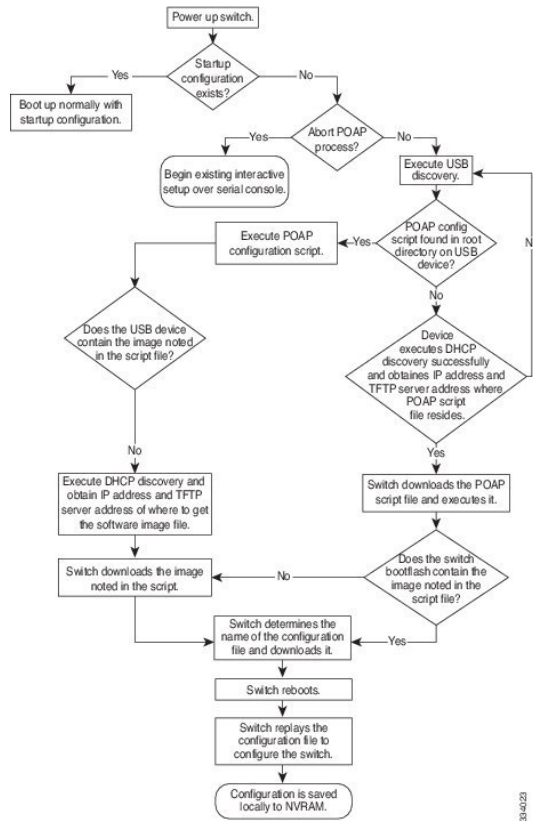 Power up switch.
Startup
configuration
exists?
Yes
No
Boot up normally with
startup configuration.
Abort POAP
process?
Yes
No
Begin existing interactive
setup over serial console.
Execute USB
discovery.
POAP config
script found in root
directory on USB
device?
Yes
N
Execute POAP
configuration script.
No
Does the USB device
contain the image noted
in the script file?
Device
executes DHCP
discovery successfully
and obtaines IP address and
TFTP server address where
POAP script
file resides.
No
Yes
Execute DHCP discovery and
obtain IP address and TFTP
server address of where to get
the software image file.
Switch downloads the POAP
script file and executes it.
Switch downloads the image
noted in the script.
No
Does the switch
bootflash contain the
image noted in the
script file?
Yes
Switch determines the
name of the configuration
file and downloads it.
Switch reboots.
Switch replays the
configuration file to
configure the switch.
Configuration is saved
locally to NVRAM.
334023